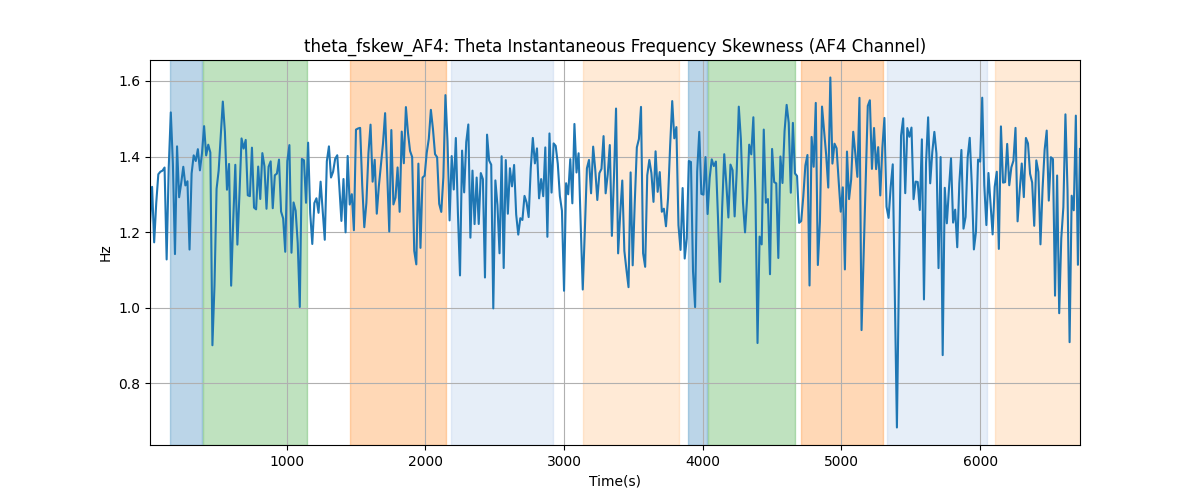 theta_fskew_AF4: Theta Instantaneous Frequency Skewness (AF4 Channel)
1.6
1.4
1.2
1.0
0.8
Hz
1000 2000 3000 4000 5000 6000
Time(s)